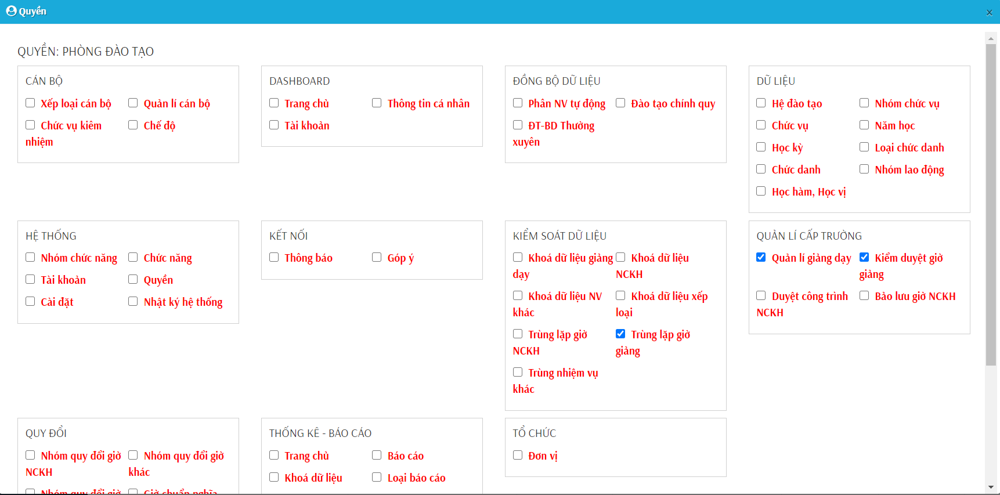 Quyền
×
QUYỀN: PHÒNG ĐÀO TẠO
CÁN BỘ
Xếp loại cán bộ
Quản lí cán bộ
Chức vụ kiêm
nhiệm
Chế độ
DASHBOARD
Trang chủ
Thông tin cá nhân
Tài khoản
ĐỒNG BỘ DỮ LIỆU
Phân NV tự động
Đào tạo chính quy
ĐT-BD Thường
xuyên
DỮ LIỆU
Hệ đào tạo
Nhóm chức vụ
Chức vụ
Năm học
Học kỳ
Loại chức danh
Chức danh
Nhóm lao động
Học hàm, Học vị
HỆ THỐNG
Nhóm chức năng
Chức năng
Tài khoản
Quyền
Cài đặt
Nhật ký hệ thống
KẾT NỐI
Thông báo
Góp ý
KIỂM SOÁT DỮ LIỆU
Khoá dữ liệu giảng
dạy
Khoá dữ liệu
NCKH
Khoá dữ liệu NV
khác
Khoá dữ liệu xếp
loại
Trùng lặp giờ
NCKH
Trùng lặp giờ
giảng
Trùng nhiệm vụ
khác
QUẢN LÍ CẤP TRƯỜNG
Quản lí giảng dạy
Kiểm duyệt giờ
giảng
Duyệt công trình
NCKH
Bảo lưu giờ NCKH
QUY ĐỔI
Nhóm quy đổi giờ
NCKH
Nhóm quy đổi giờ
khác
Nhóm quy đổi giờ
Giờ chuẩn nghĩa
THỐNG KÊ - BÁO CÁO
Trang chủ
Báo cáo
Khoá dữ liệu
Loại báo cáo
TỔ CHỨC
Đơn vị